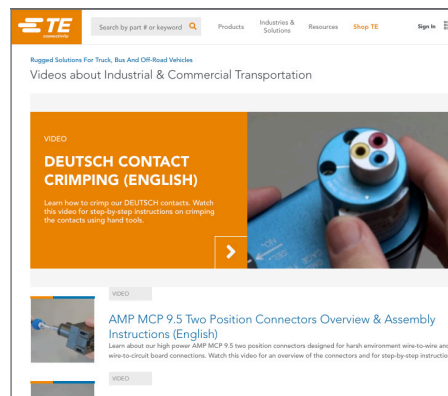 TE
connectivity
Search by part # or keyword
Products
Industries &
Solutions
Resources
Shop TE
Sign In
Rugged Solutions For Truck, Bus And Off-Road Vehicles
Videos about Industrial & Commercial Transportation
VIDEO
DEUTSCH CONTACT
CRIMPING (ENGLISH)
Learn how to crimp our DEUTSCH contacts. Watch
this video for step-by-step instructions on crimping
the contacts using hand tools.
VIDEO
AMP MCP 9.5 Two Position Connectors Overview & Assembly
Instructions (English)
Learn about our high power AMP MCP 9.5 two position connectors designed for harsh environment wire-to-wire and
wire-to-circuit board connections. Watch this video for an overview of the connectors and for step-by-step instructio
VIDEO